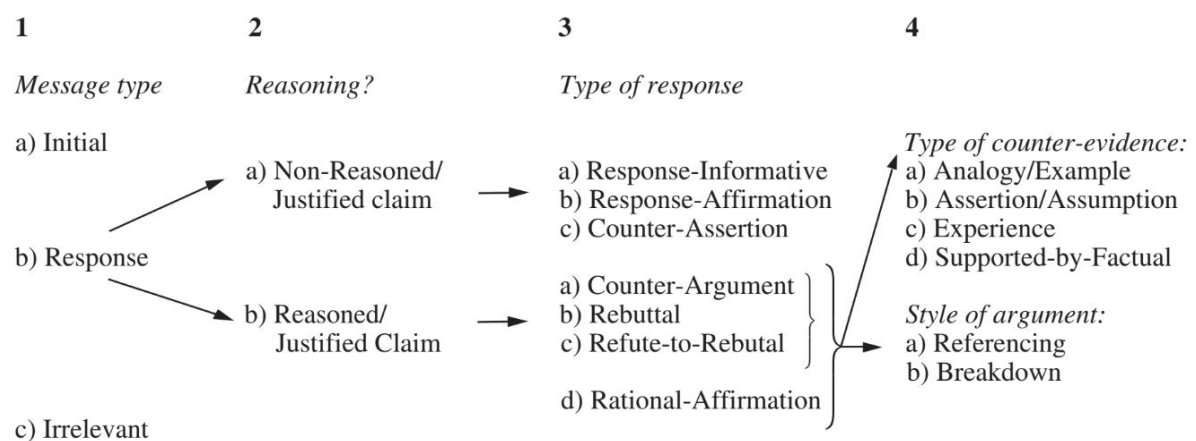 1
2
3
4
Message type
Reasoning?
Type of response
a) Initial
b) Response
c) Irrelevant
a) Non-Reasoned/
Justified claim
b) Reasoned/
Justified Claim
a) Response-Informative
b) Response-Affirmation
c) Counter-Assertion
a) Counter-Argument
b) Rebuttal
c) Refute-to-Rebutal
d) Rational-Affirmation
Type of counter-evidence:
a) Analogy/Example
b) Assertion/Assumption
c) Experience
d) Supported-by-Factual
Style of argument:
a) Referencing
b) Breakdown